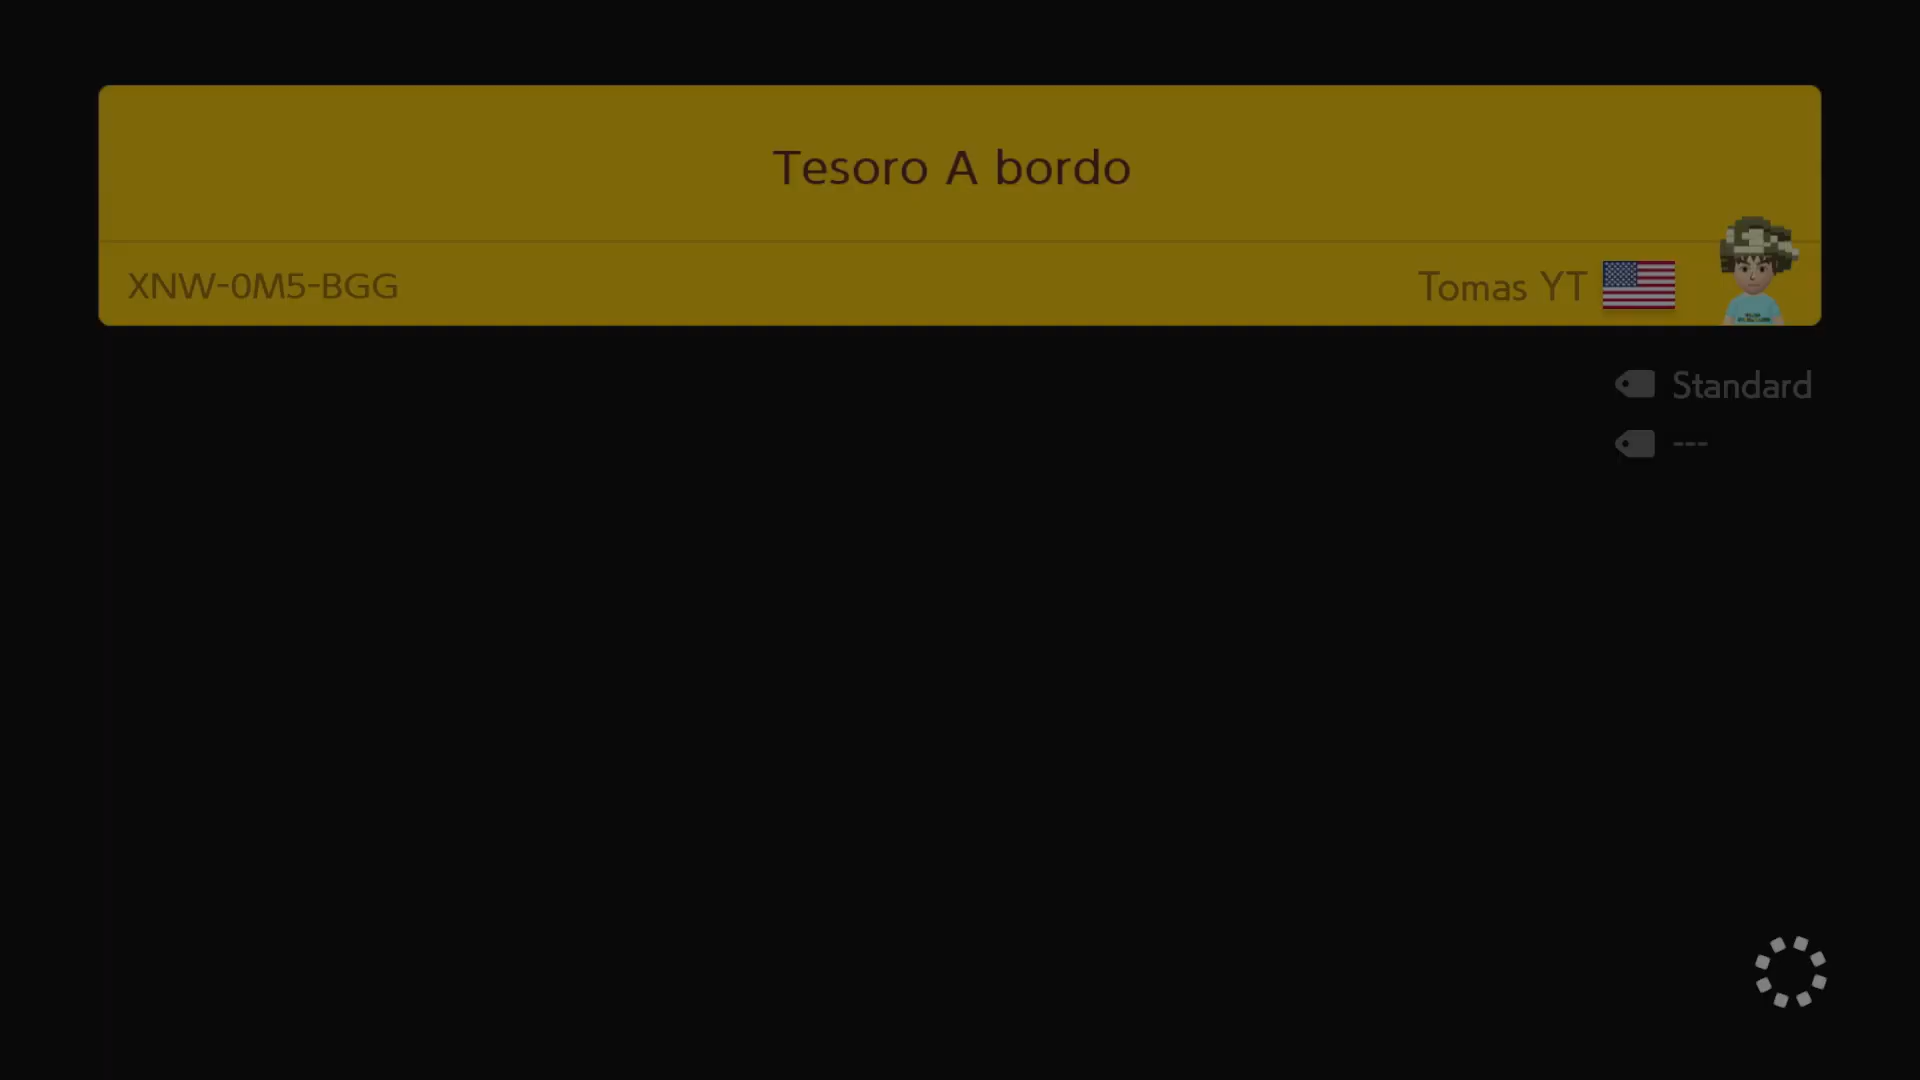 Tesoro A bordo
XNW-0M5-BGG
Tomas YT
Standard
---